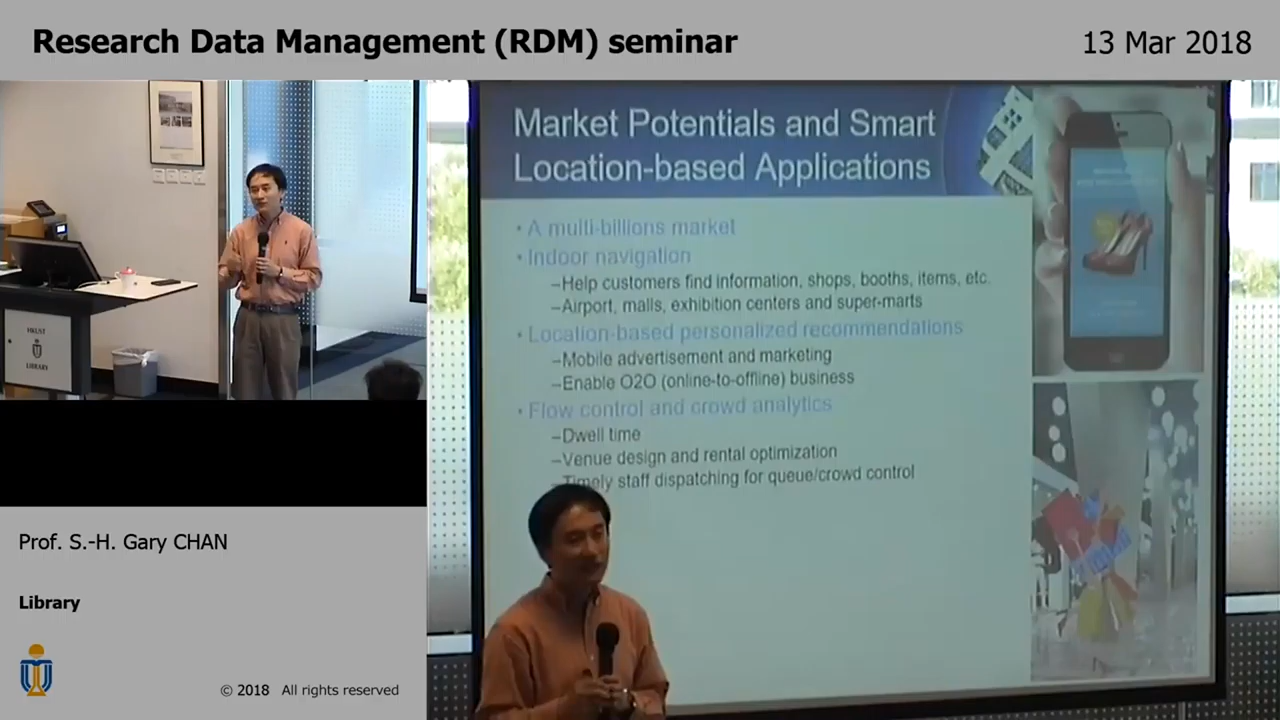 Research Data Management (RDM) seminar
13 Mar 2018
Market Potentials and Smart
Location-based Applications
• A multi-billions market
• Indoor navigation
–Help customers find information, shops, booths, items, etc.
–Airport, malls, exhibition centers and super-marts
• Location-based personalized recommendations
–Mobile advertisement and marketing
–Enable O2O (online-to-offline) business
• Flow control and crowd analytics
–Dwell time
–Venue design and rental optimization
–Timely staff dispatching for queue/crowd control
HKUST
LIBRARY
Prof. S.-H. Gary CHAN
Library
© 2018 All rights reserved